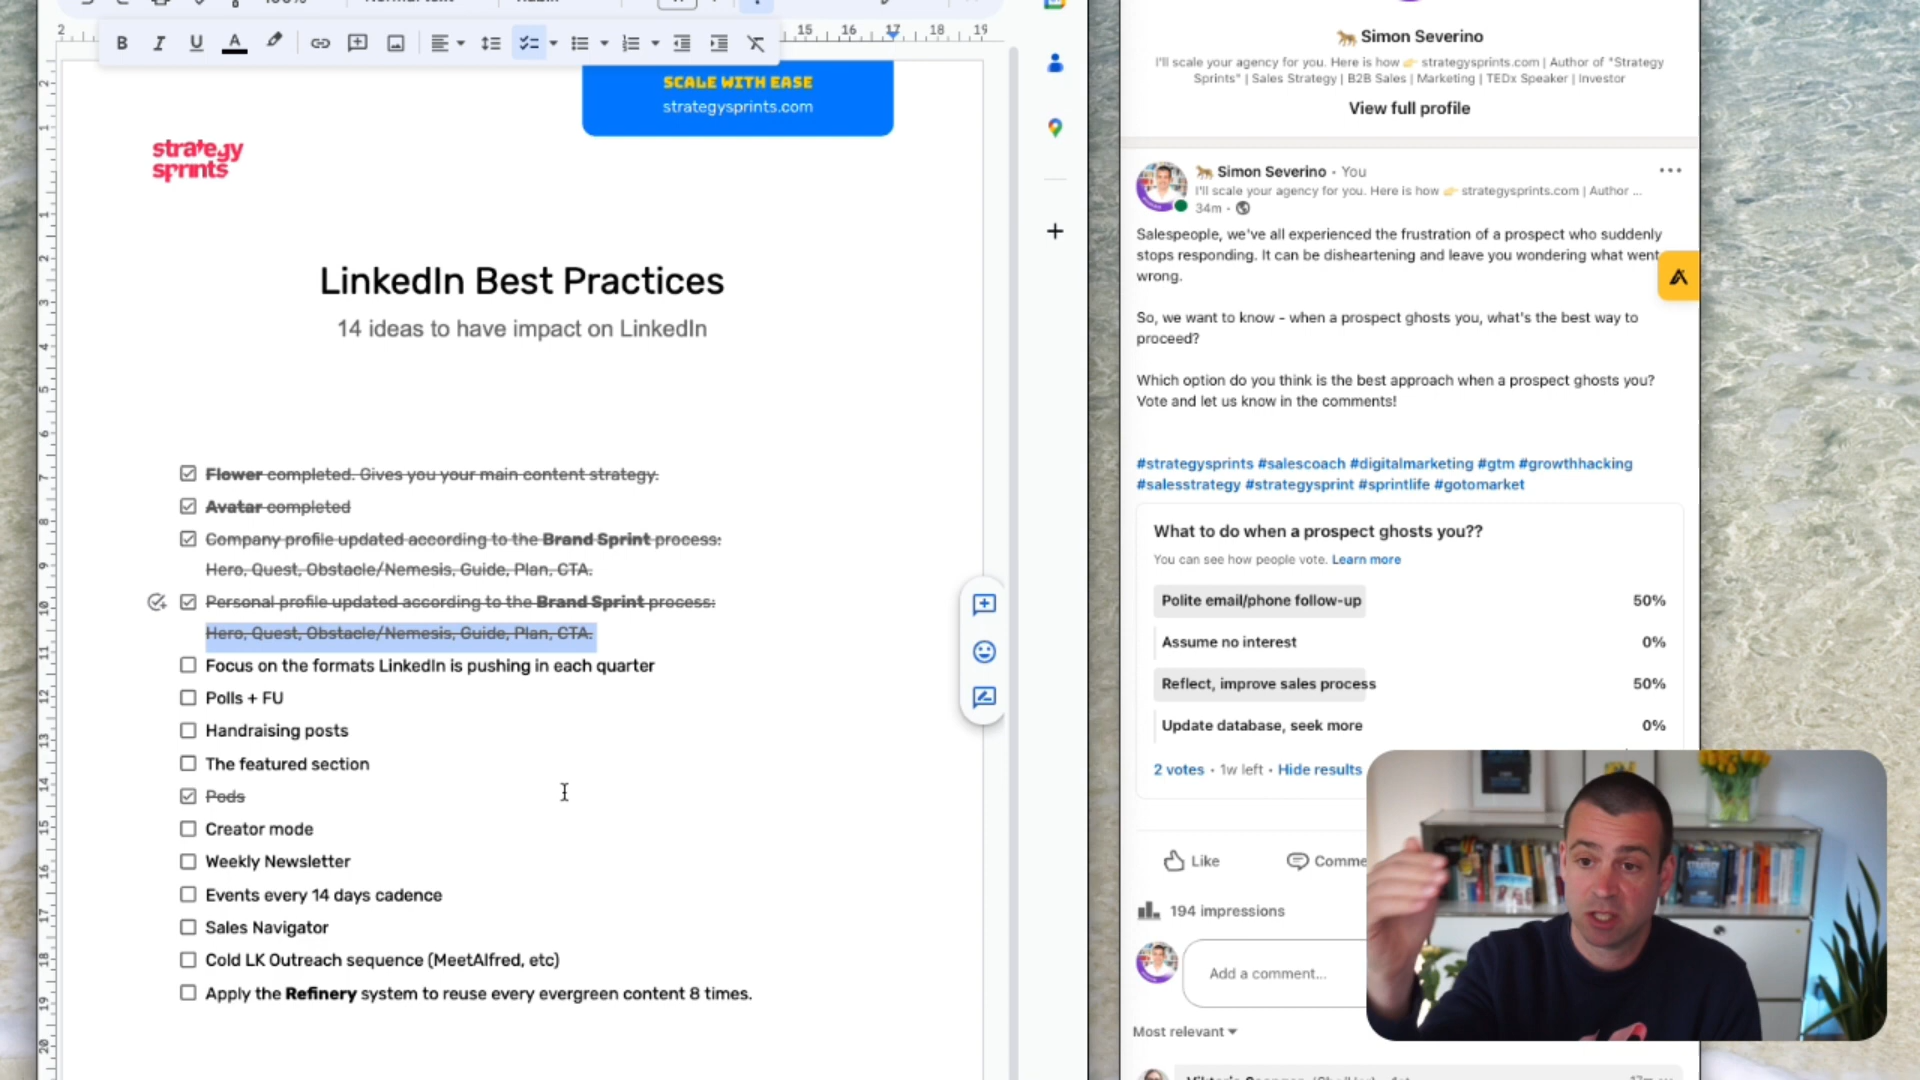 2
15 16 17 18 19
SCALE WITH EASE
strategysprints.com
strategy
sprints
LinkedIn Best Practices
14 ideas to have impact on LinkedIn
Flower completed. Gives you your main content strategy.
Avatar completed
Company profile updated according to the Brand Sprint process:
Hero, Quest, Obstacle/Nemesis, Guide, Plan, CTA.
Personal profile updated according to the Brand Sprint process:
Hero, Quest, Obstacle/Nemesis, Guide, Plan, CTA.
Focus on the formats LinkedIn is pushing in each quarter
Polls + FU
Handraising posts
The featured section
Pods
Creator mode
Weekly Newsletter
Events every 14 days cadence
Sales Navigator
Cold LK Outreach sequence (MeetAlfred, etc)
Apply the Refinery system to reuse every evergreen content 8 times.
Simon Severino
I'll scale your agency for you. Here is how 👉 strategysprints.com | Author of "Strategy
Sprints" | Sales Strategy | B2B Sales | Marketing | TEDx Speaker | Investor
View full profile
Simon Severino • You
I'll scale your agency for you. Here is how 👉 strategysprints.com | Author ...
34m •
Salespeople, we've all experienced the frustration of a prospect who suddenly
stops responding. It can be disheartening and leave you wondering what went
wrong.
So, we want to know - when a prospect ghosts you, what's the best way to
proceed?
Which option do you think is the best approach when a prospect ghosts you?
Vote and let us know in the comments!
#strategysprints #salescoach #digitalmarketing #gtm #growthhacking
#salesstrategy #strategysprint #sprintlife #gotomarket
What to do when a prospect ghosts you??
You can see how people vote. Learn more
Polite email/phone follow-up 50%
Assume no interest 0%
Reflect, improve sales process 50%
Update database, seek more 0%
2 votes • 1w left • Hide results
Like Comme
194 impressions
Add a comment...
Most relevant